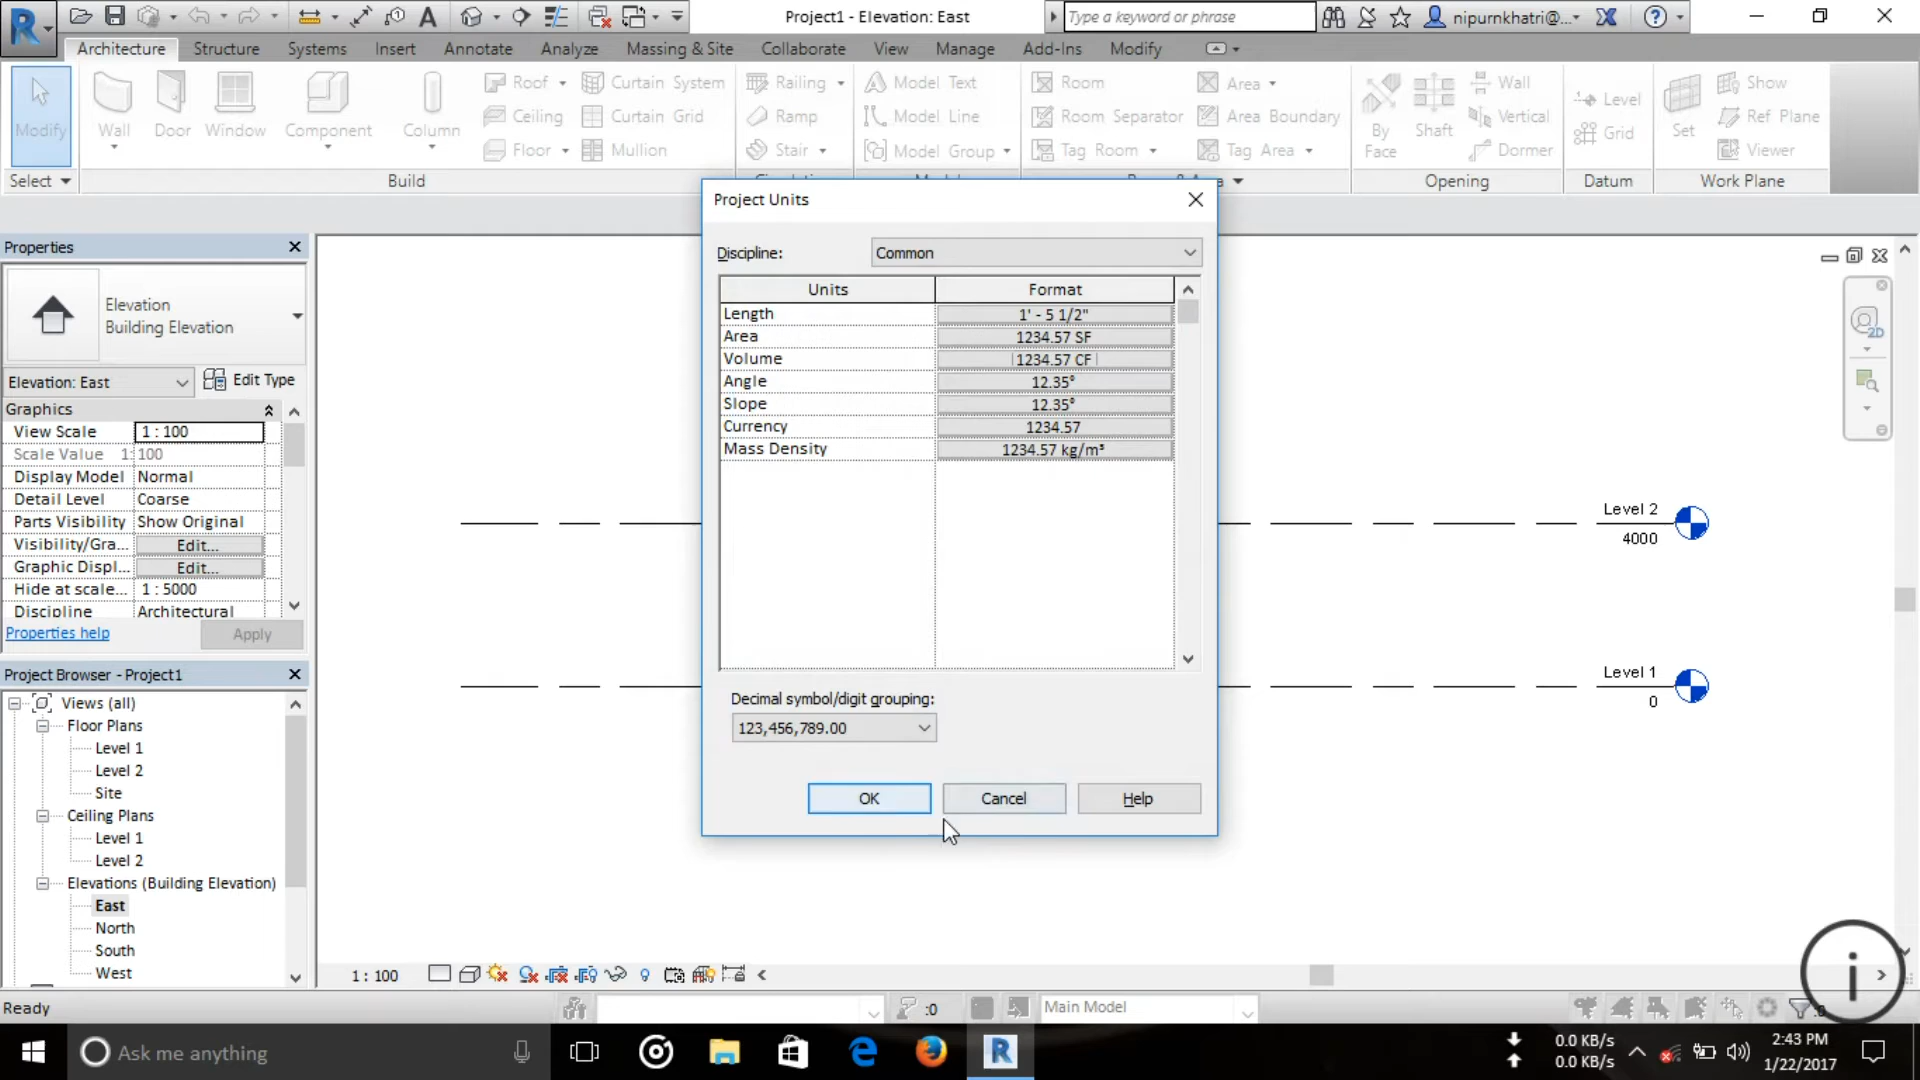 Project1 - Elevation: East
Type a keyword or phrase
nipurnkhatri@...
Architecture Structure Systems Insert Annotate Analyze Massing & Site Collaborate View Manage Add-Ins Modify
Modify Wall Door Window Component Column
Roof Curtain System Railing Model Text Room Area Wall Show
Ceiling Curtain Grid Ramp Model Line Room Separator Area Boundary By Face Shaft Vertical Level Grid Set Ref Plane
Floor Mullion Stair Model Group Tag Room Tag Area Dormer Viewer
Select Build Opening Datum Work Plane
Properties
Elevation
Building Elevation
Elevation: East Edit Type
Graphics
View Scale 1 : 100
Scale Value 1: 100
Display Model Normal
Detail Level Coarse
Parts Visibility Show Original
Visibility/Gra... Edit...
Graphic Displ... Edit...
Hide at scale... 1 : 5000
Discipline Architectural
Properties help Apply
Project Browser - Project1
Views (all)
Floor Plans
Level 1
Level 2
Site
Ceiling Plans
Level 1
Level 2
Elevations (Building Elevation)
East
North
South
West
Project Units
Discipline: Common
Units Format
Length 1' - 5 1/2"
Area 1234.57 SF
Volume 1234.57 CF
Angle 12.35°
Slope 12.35°
Currency 1234.57
Mass Density 1234.57 kg/m³
Decimal symbol/digit grouping:
123,456,789.00
OK Cancel Help
2D
Level 2
4000
Level 1
0
1 : 100
Ready
:0 Main Model
i
Ask me anything
0.0 KB/s
0.0 KB/s
2:43 PM
1/22/2017